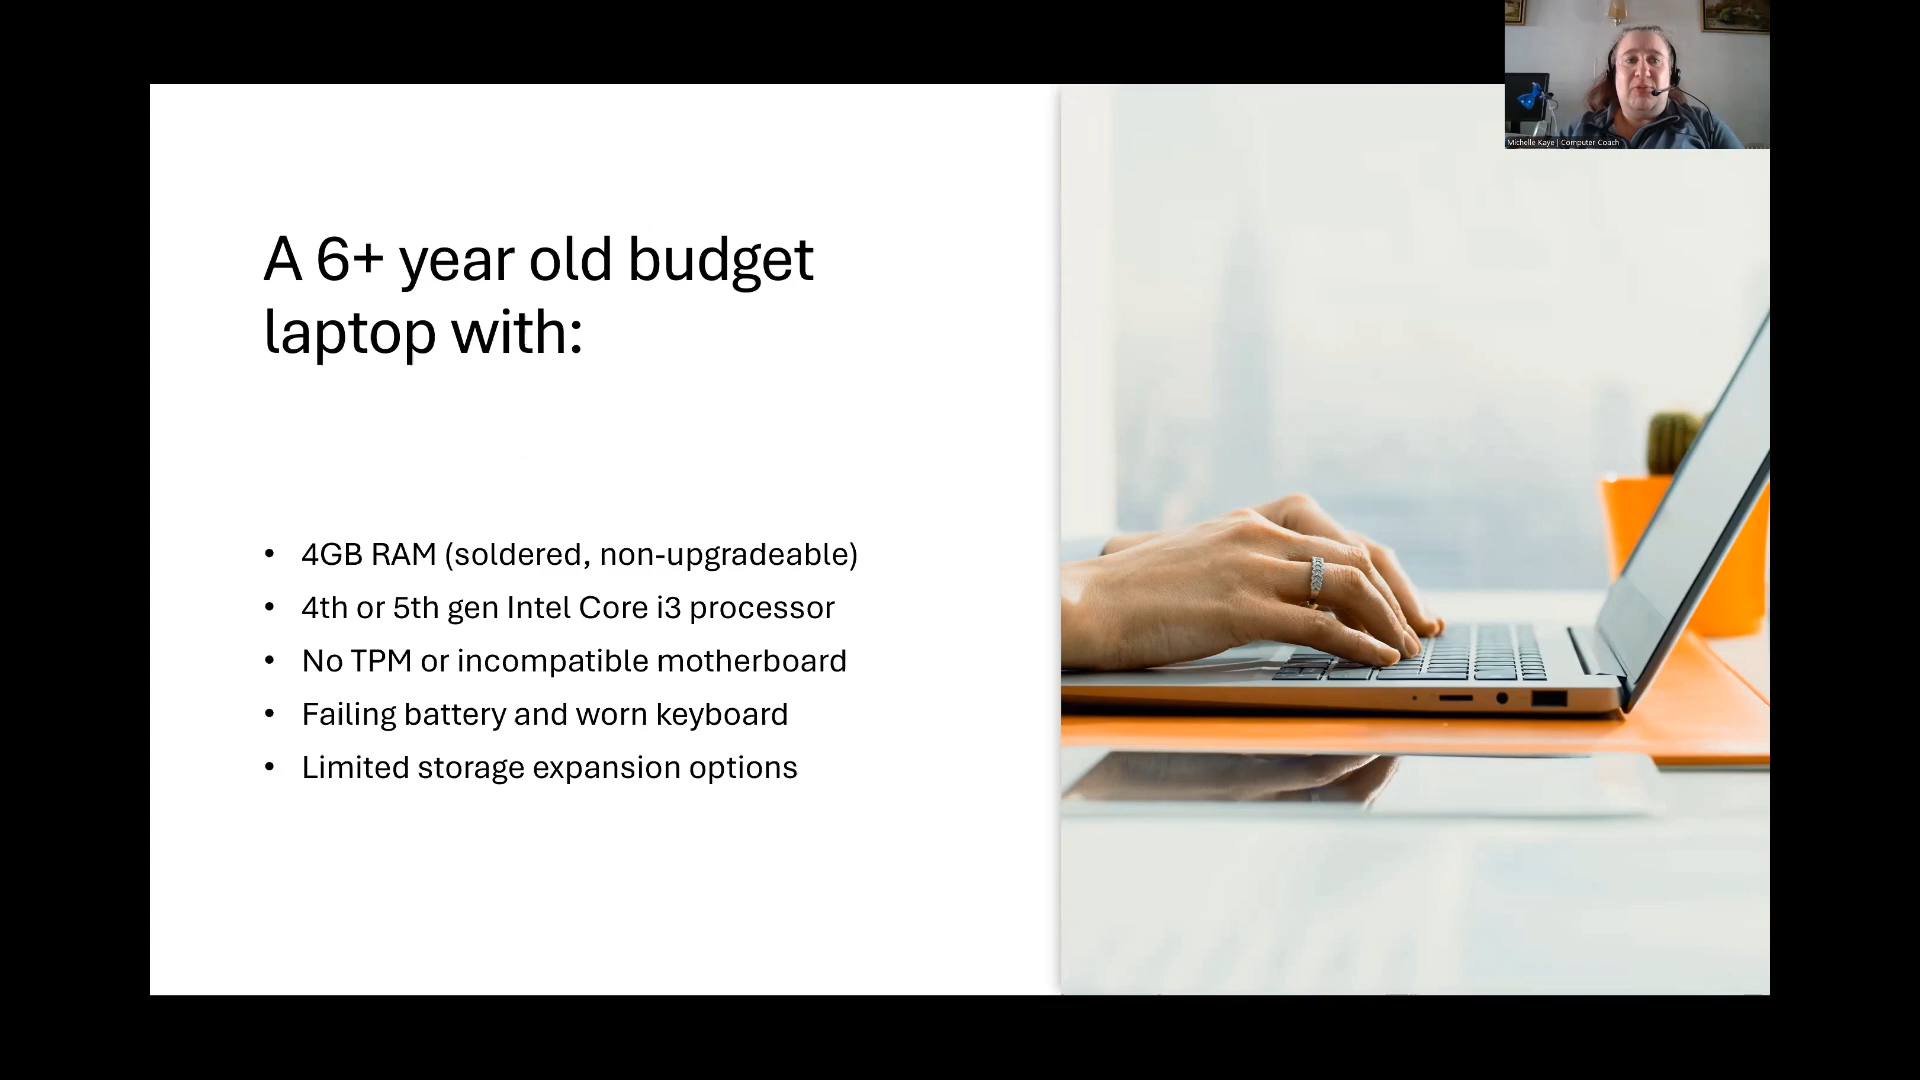 Michelle Kaye | Computer Coach
A 6+ year old budget
laptop with:
• 4GB RAM (soldered, non-upgradeable)
• 4th or 5th gen Intel Core i3 processor
• No TPM or incompatible motherboard
• Failing battery and worn keyboard
• Limited storage expansion options